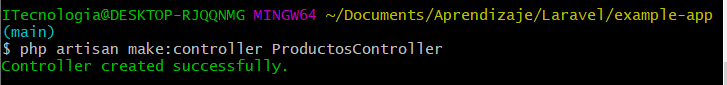 ITecnologia@DESKTOP-RJQQNMG MINGW64 ~/Documents/Aprendizaje/Laravel/example-app
(main)
$ php artisan make:controller ProductosController
Controller created successfully.